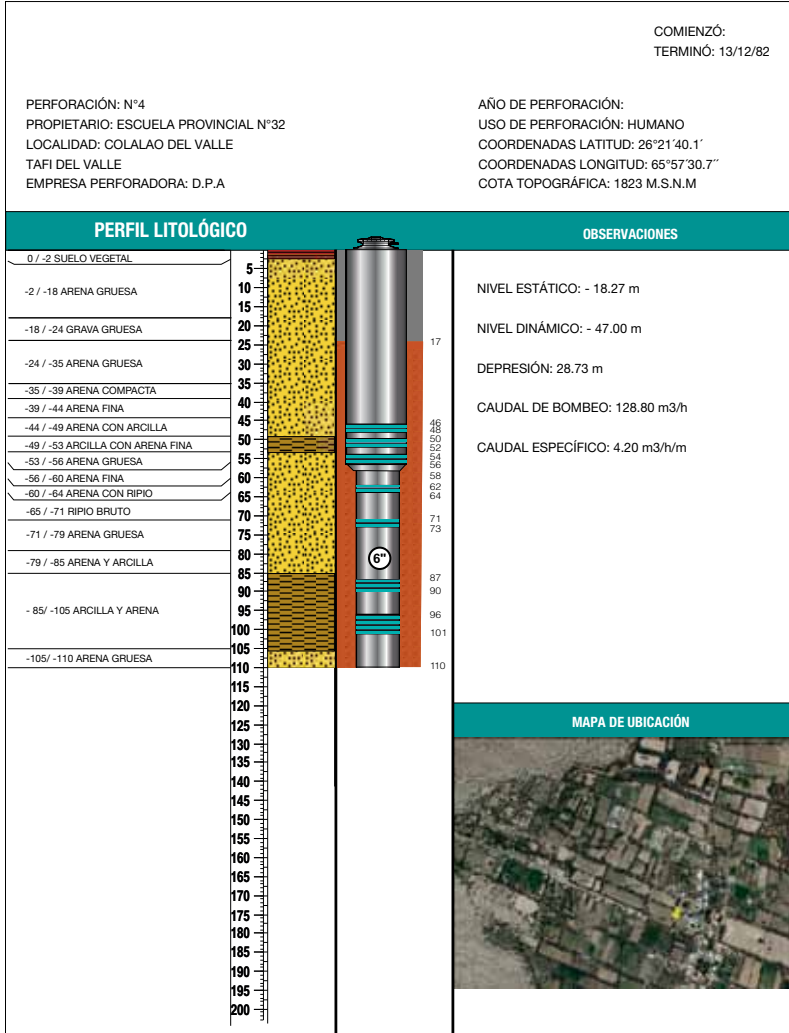 COMIENZÓ:
TERMINÓ: 13/12/82
PERFORACIÓN: N°4
PROPIETARIO: ESCUELA PROVINCIAL N°32
LOCALIDAD: COLALAO DEL VALLE
TAFI DEL VALLE
EMPRESA PERFORADORA: D.P.A
AÑO DE PERFORACIÓN:
USO DE PERFORACIÓN: HUMANO
COORDENADAS LATITUD: 26°21´40.1´
COORDENADAS LONGITUD: 65°57´30.7´´
COTA TOPOGRÁFICA: 1823 M.S.N.M
PERFIL LITOLÓGICO
0 / -2 SUELO VEGETAL
-2 / -18 ARENA GRUESA
-18 / -24 GRAVA GRUESA
-24 / -35 ARENA GRUESA
-35 / -39 ARENA COMPACTA
-39 / -44 ARENA FINA
-44 / -49 ARENA CON ARCILLA
-49 / -53 ARCILLA CON ARENA FINA
-53 / -56 ARENA GRUESA
-56 / -60 ARENA FINA
-60 / -64 ARENA CON RIPIO
-65 / -71 RIPIO BRUTO
-71 / -79 ARENA GRUESA
-79 / -85 ARENA Y ARCILLA
- 85/ -105 ARCILLA Y ARENA
-105/ -110 ARENA GRUESA
5
10
15
20
25
30
35
40
45
50
55
60
65
70
75
80
85
90
95
100
105
110
115
120
125
130
135
140
145
150
155
160
165
170
175
180
185
190
195
200
6"
17
46
48
50
52
54
56
58
62
64
71
73
87
90
96
101
110
OBSERVACIONES
NIVEL ESTÁTICO: - 18.27 m
NIVEL DINÁMICO: - 47.00 m
DEPRESIÓN: 28.73 m
CAUDAL DE BOMBEO: 128.80 m3/h
CAUDAL ESPECÍFICO: 4.20 m3/h/m
MAPA DE UBICACIÓN